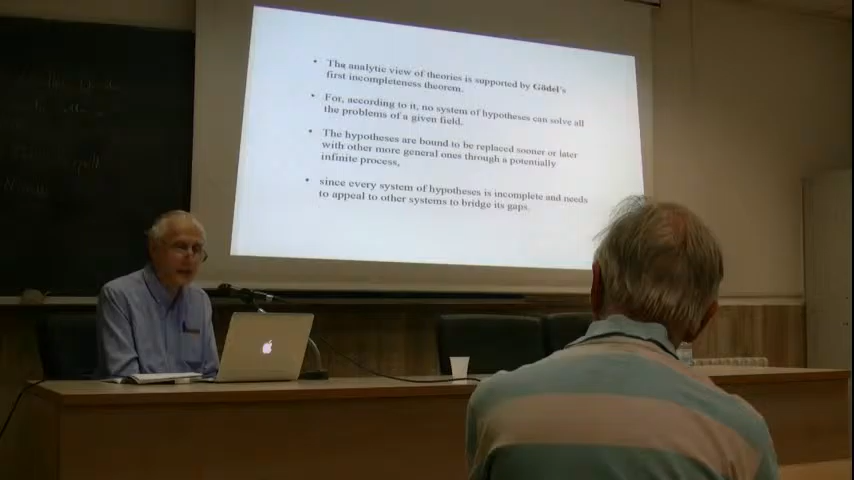 • The analytic view of theories is supported by Gödel's
first incompleteness theorem.
• For, according to it, no system of hypotheses can solve all
the problems of a given field.
• The hypotheses are bound to be replaced sooner or later
with other more general ones through a potentially
infinite process,
• since every system of hypotheses is incomplete and needs
to appeal to other systems to bridge its gaps.